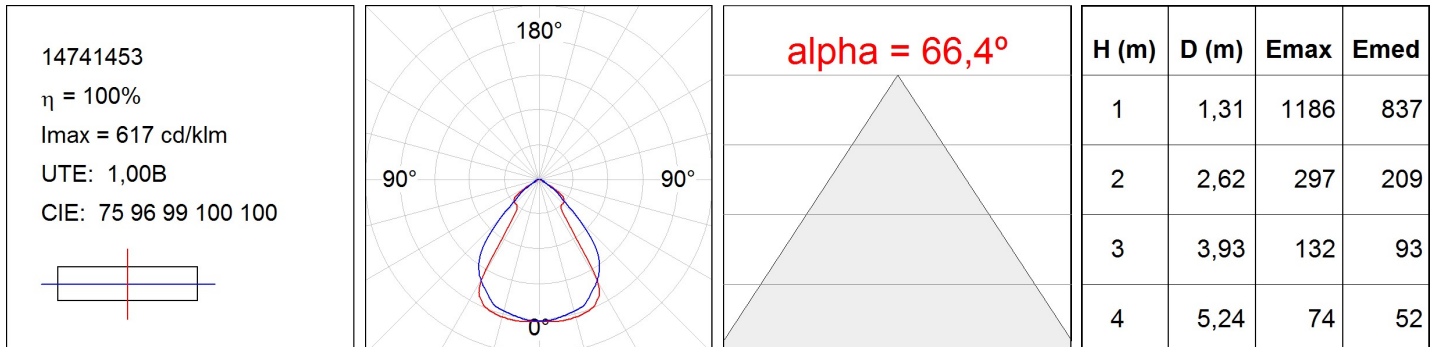 14741453
η = 100%
Imax = 617 cd/klm
UTE: 1,00B
CIE: 75 96 99 100 100
180°
90° 90°
0°
alpha = 66,4º
H (m) D (m) Emax Emed
1 1,31 1186 837
2 2,62 297 209
3 3,93 132 93
4 5,24 74 52